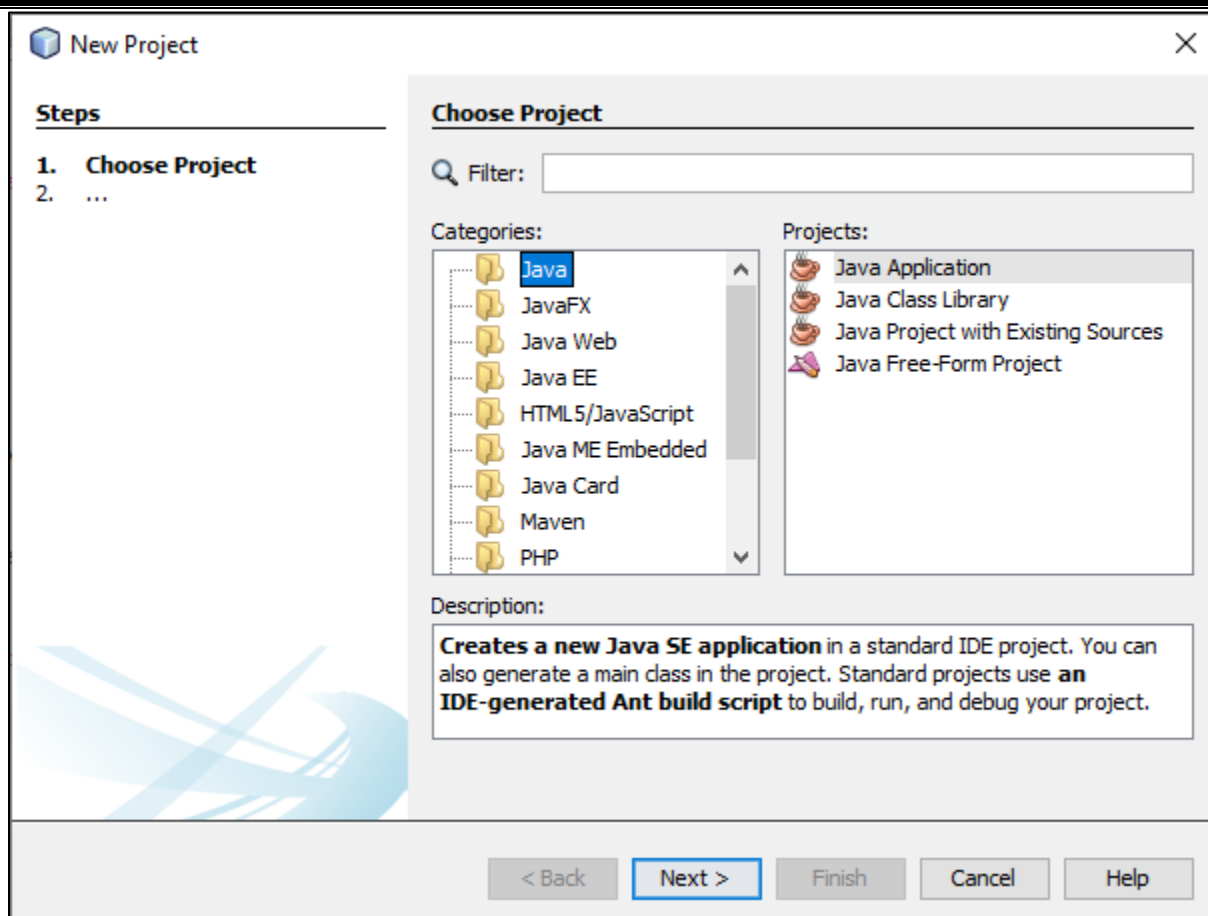 New Project
Steps
1. Choose Project
2. ...
Choose Project
Filter:
Categories:
Java
JavaFX
Java Web
Java EE
HTML5/JavaScript
Java ME Embedded
Java Card
Maven
PHP
Projects:
Java Application
Java Class Library
Java Project with Existing Sources
Java Free-Form Project
Description:
Creates a new Java SE application in a standard IDE project. You can
also generate a main class in the project. Standard projects use an
IDE-generated Ant build script to build, run, and debug your project.
< Back
Next >
Finish
Cancel
Help